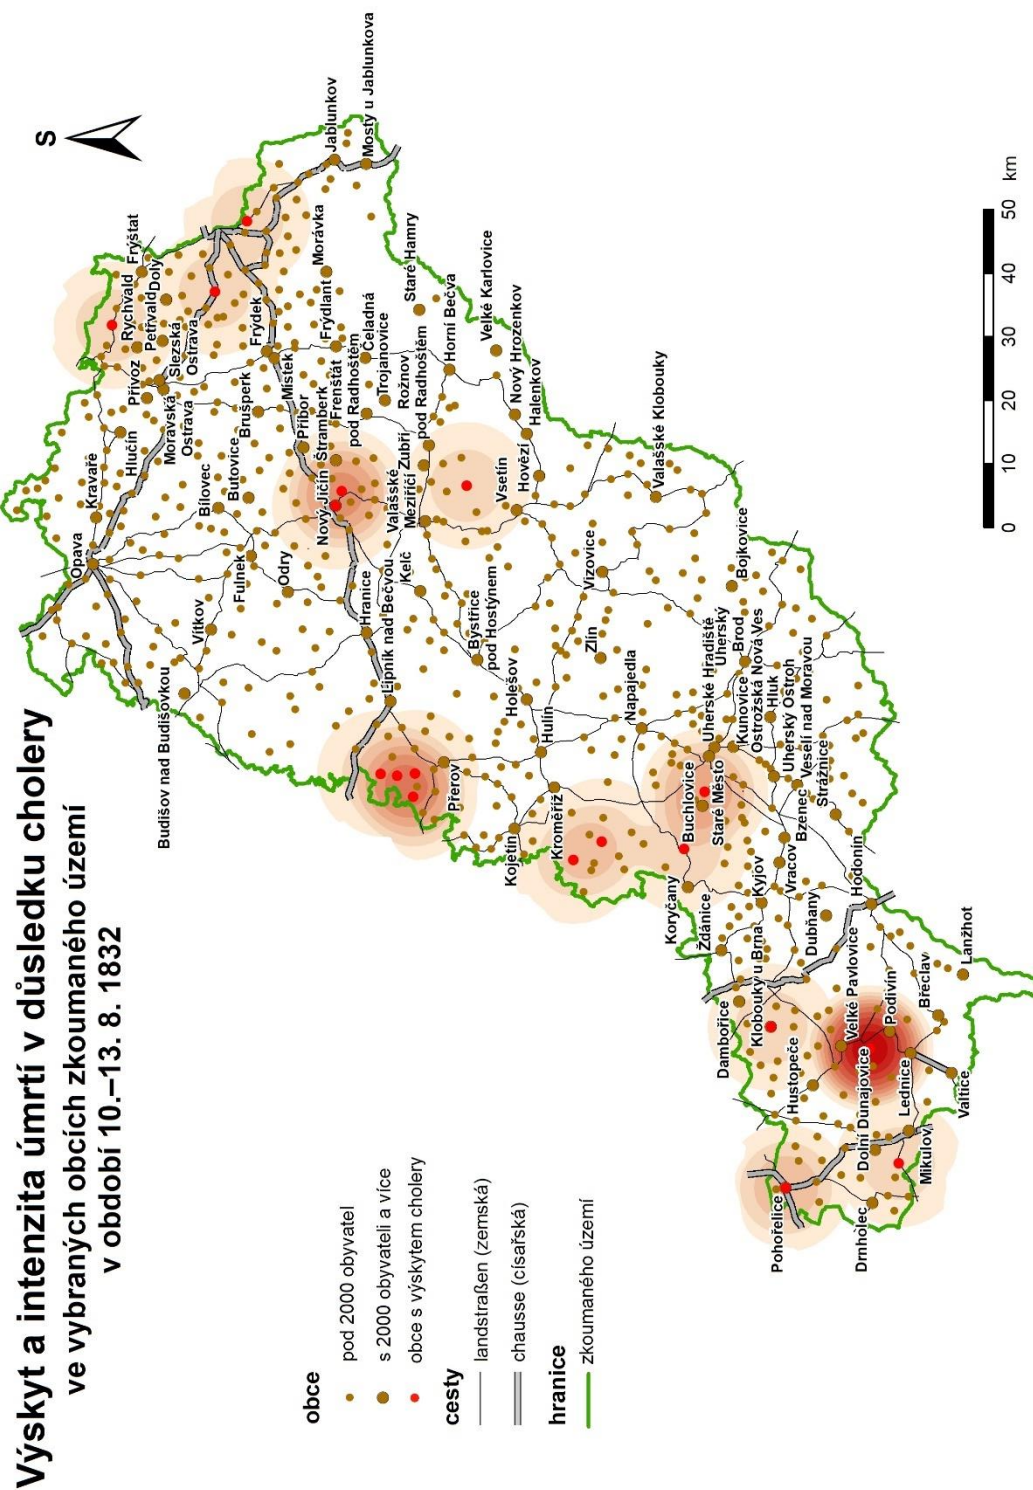 Výskyt a intenzita úmrtí v důsledku cholery
ve vybraných obcích zkoumaného území
v období 10.–13. 8. 1832
S
obce
pod 2000 obyvatel
s 2000 obyvateli a více
obce s výskytem cholery
cesty
landstraßen (zemská)
chausse (císařská)
hranice
zkoumaného území
0 10 20 30 40 50
km
Opava
Kravaře
Hlučín
Přívoz
Rychvald
Petřvald
Doly
Fryštát
Slezská
Ostrava
Moravská
Ostrava
Budišov nad Budišovkou
Vítkov
Bílovec
Butovice
Brušperk
Frýdek
Místek
Fulnek
Odry
Příbor
Nový Jičín
Štramberk
Frenštát
pod Radhoštěm
Frýdlant
Morávka
Čeladná
Trojanovice
Jablunkov
Mosty u Jablunkova
Staré Hamry
Hranice
Lipník nad Bečvou
Kelč
Valašské
Meziříčí
Zubří
Rožnov
pod Radhoštěm
Horní Bečva
Velké Karlovice
Nový Hrozenkov
Halenkov
Hovězí
Vsetín
Bystřice
pod Hostýnem
Přerov
Holešov
Hulín
Kojetín
Kroměříž
Zlín
Vizovice
Valašské Klobouky
Napajedla
Bojkovice
Uherský
Brod
Uherské Hradiště
Kunovice
Ostrožská Nová Ves
Hluk
Uherský Ostroh
Veselí nad Moravou
Strážnice
Buchlovice
Staré Město
Koryčany
Ždánice
Kyjov
Vracov
Bzenec
Hodonín
Dubňany
Dambořice
Klobouky u Brna
Hustopeče
Velké Pavlovice
Podivín
Břeclav
Lanžhot
Lednice
Valtice
Dolní Dunajovice
Mikulov
Drnholec
Pohořelice